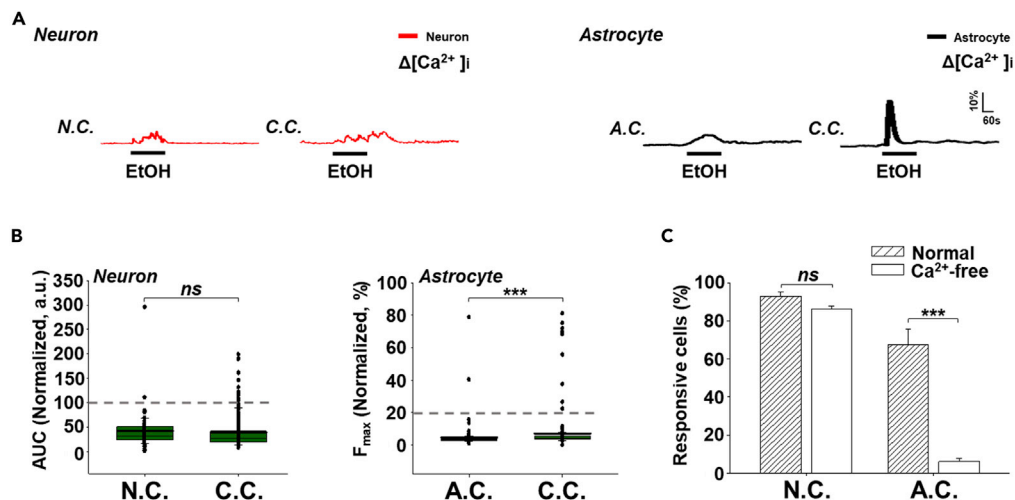 A
Neuron
Neuron
Δ[Ca²⁺]i
N.C.
EtOH
C.C.
EtOH
Astrocyte
Astrocyte
Δ[Ca²⁺]i
10%
60s
A.C.
EtOH
C.C.
EtOH
B
Neuron
AUC (Normalized, a.u.)
350
300
250
200
150
100
50
0
ns
N.C.
C.C.
Astrocyte
Fmax (Normalized, %)
100
80
60
40
20
0
***
A.C.
C.C.
C
Normal
Ca²⁺-free
Responsive cells (%)
100
80
60
40
20
0
ns
***
N.C.
A.C.